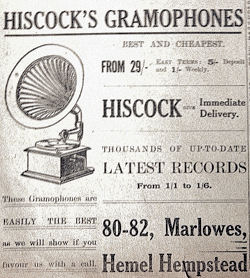 HISCOCK'S GRAMOPHONES
BEST AND CHEAPEST.
FROM 29/- EASY TERMS: 5/- Deposit and 1/- Weekly.
HISCOCK GIVE Immediate Delivery.
THOUSANDS OF UP-TO-DATE
LATEST RECORDS
From 1/1 to 1/6.
These Gramophones are
EASILY THE BEST
as we will show if you
favour us with a call.
80-82, Marlowes,
Hemel Hempstead